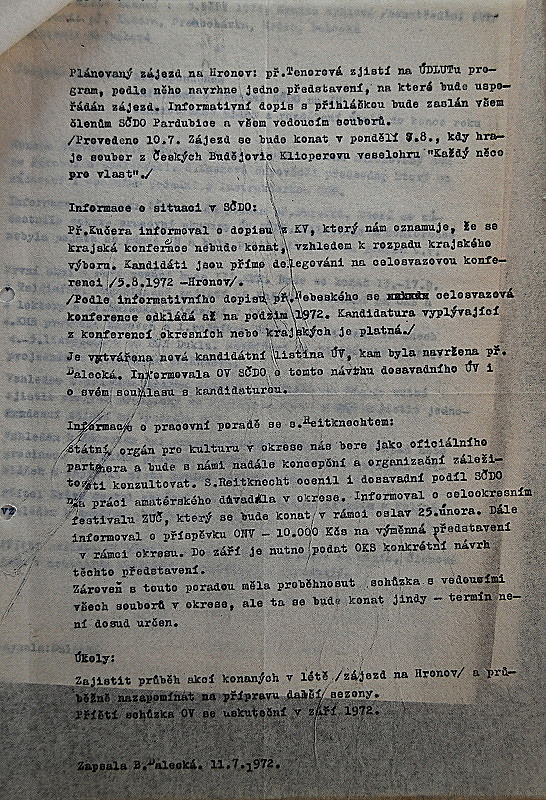 Plánovaný zájezd na Hronov: př.Tenorová zjistí na ÚDLUTu pro-
gram, podle něho navrhne jedno představení, na která bude uspo-
řádán zájezd. Informativní dopis s přihláškou bude zaslán všem
členům SČDO Pardubice a všem vedoucím souborů.
/Provedeno 10.7. Zájezd se bude konat v pondělí 7.8., kdy hra-
je soubor z Českých Budějovic Klicperovu veselohru "Každý něco
pro vlast"./
Informace o situaci v SČDO:
Př.Kučera informoval o dopisu z KV, který nám oznamuje, že se
krajská konference nebude konat, vzhledem k rozpadu krajského
výboru. Kandidáti jsou přímo delegováni na celosvazovou konfe-
renci /5.8.1972 -Hronov/.
/Podle informativního dopisu př.Nebeského se celosvazová
konference odkládá až na podzim 1972. Kandidatura vyplývající
z konferencí okresních nebo krajských je platná./
Je vytvářena nová kandidátní listina ÚV, kam byla navržena př.
Dalecká. Informovala OV SČDO o tomto návrhu dosavadního ÚV i
o svém souhlasu s kandidaturou.
Informace o pracovní poradě se s.Reitknechtem:
Státní orgán pro kulturu v okrese nás bere jako oficiálního
partnera a bude s námi nadále koncepční a organizační záleži-
tosti konzultovat. S.Reitknecht ocenil i dosavadní podíl SČDO
na práci amatérského divadla v okrese. Informoval o celookresním
festivalu ZUČ, který se bude konat v rámci oslav 25.února. Dále
informoval o příspěvku ONV - 10.000 Kčs na výměnná představení
v rámci okresu. Do září je nutno podat OKS konkrétní návrh
těchto představení.
Zároveň s touto poradou měla proběhnout schůzka s vedoucími
všech souborů v okrese, ale ta se bude konat jindy - termín ne-
ní dosud určen.
Úkoly:
Zajistit průběh akcí konaných v létě /zájezd na Hronov/ a prů-
běžně nazapomínat na přípravu další sezony.
Příští schůzka OV se uskuteční v září 1972.
Zapsala B.Dalecká. 11.7.1972.